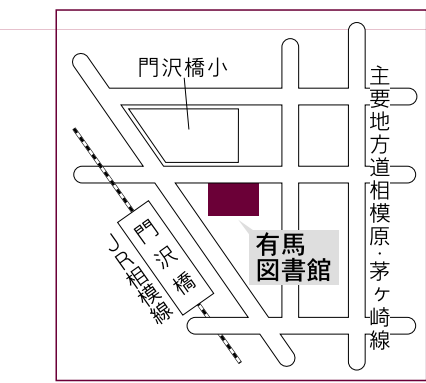 門沢橋小
主要地方道相模原・茅ヶ崎線
有馬
図書館
門沢橋
JR相模線